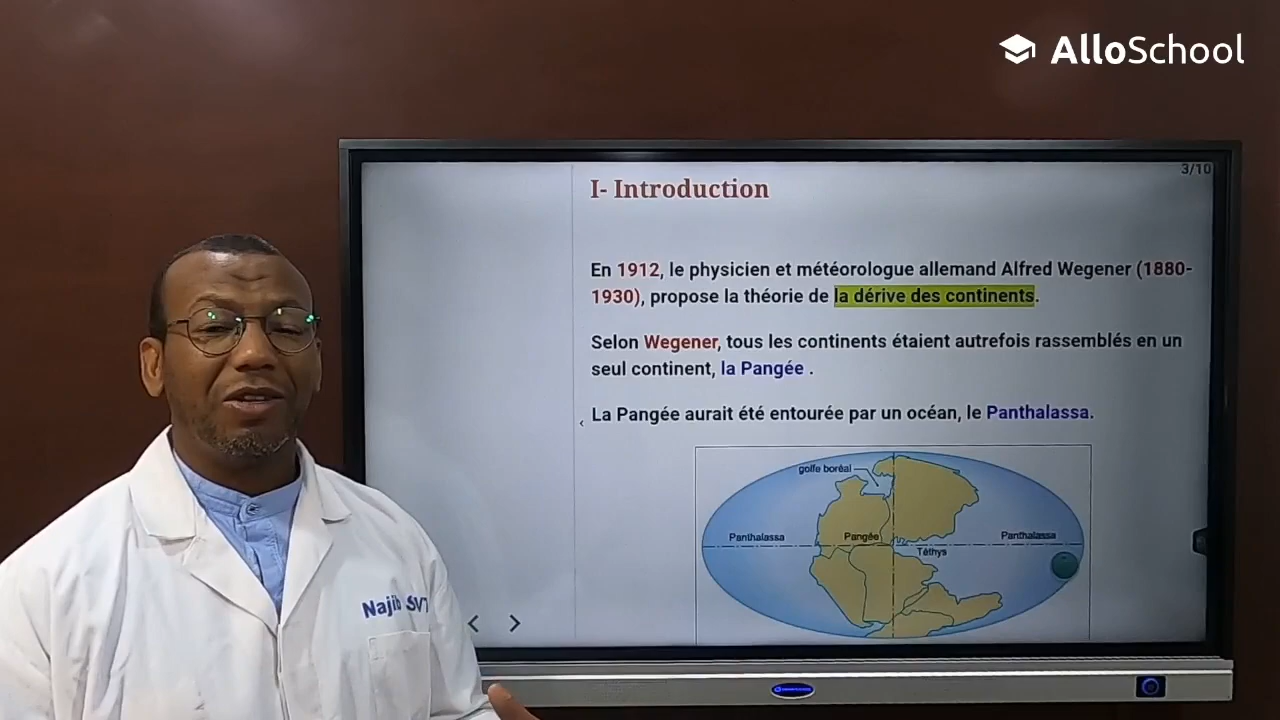 AlloSchool
3/10
I- Introduction
En 1912, le physicien et météorologue allemand Alfred Wegener (1880-
1930), propose la théorie de la dérive des continents.
Selon Wegener, tous les continents étaient autrefois rassemblés en un
seul continent, la Pangée .
La Pangée aurait été entourée par un océan, le Panthalassa.
golfe boréal
Panthalassa
Pangée
Panthalassa
Téthys
Najib SVT